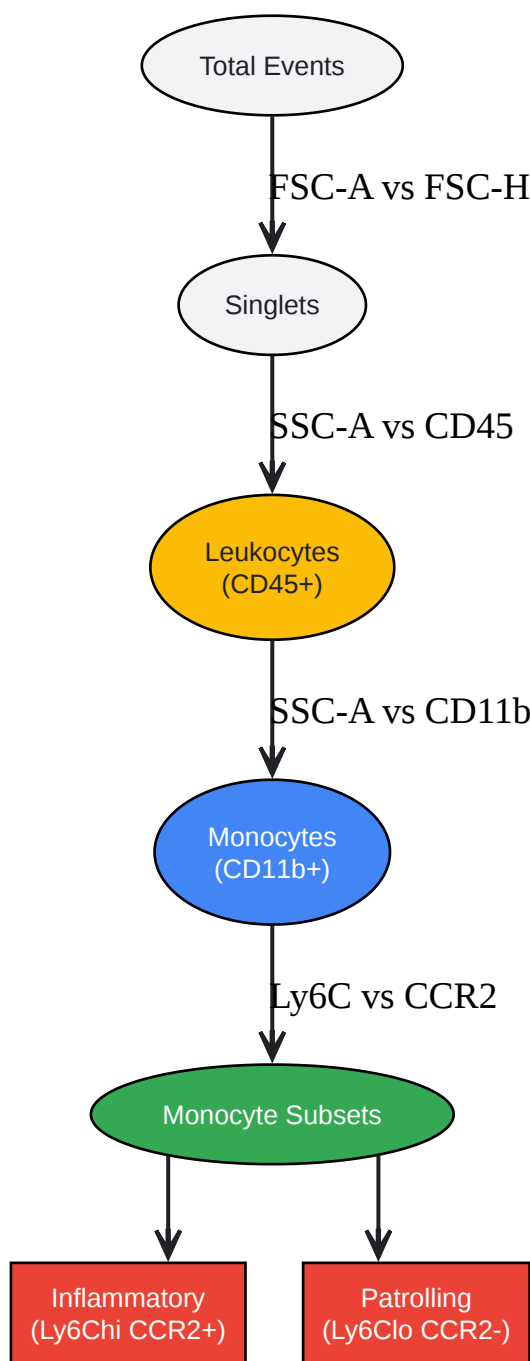 Total Events
FSC-A vs FSC-H
Singlets
SSC-A vs CD45
Leukocytes
(CD45+)
SSC-A vs CD11b
Monocytes
(CD11b+)
Ly6C vs CCR2
Monocyte Subsets
Inflammatory
(Ly6Chi CCR2+)
Patrolling
(Ly6Clo CCR2-)